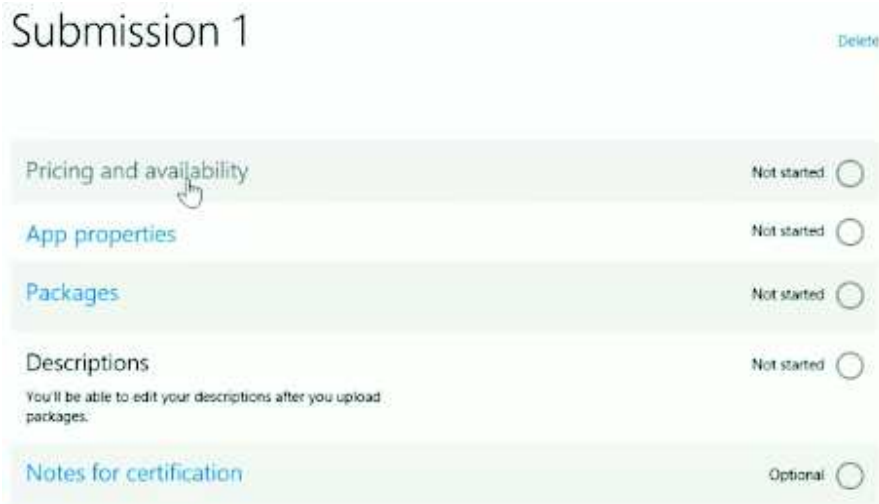 Submission 1
Delete
Pricing and availability
Not started
App properties
Not started
Packages
Not started
Descriptions
Not started
You'll be able to edit your descriptions after you upload
packages.
Notes for certification
Optional